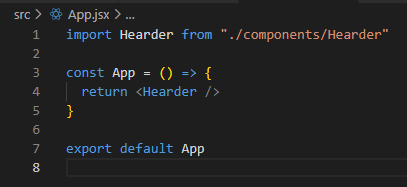 src > App.jsx > ...
1 import Hearder from "./components/Hearder"
2
3 const App = () => {
4   return <Hearder />
5 }
6
7 export default App
8